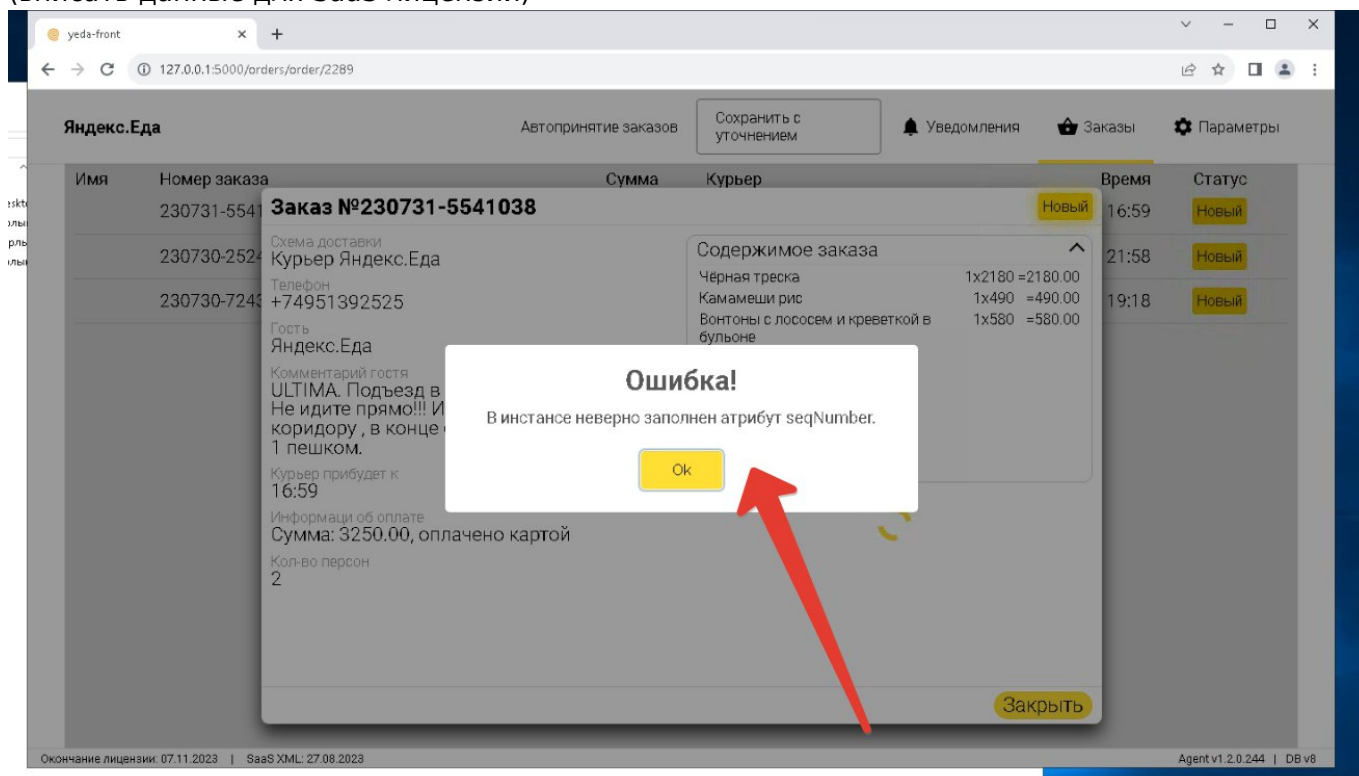 (вписать данные для SaaS лицензии)
yeda-front
127.0.0.1:5000/orders/order/2289
Яндекс.Еда
Автопринятие заказов
Сохранить с
уточнением
Уведомления
Заказы
Параметры
Имя Номер заказа Сумма Курьер Время Статус
230731-5541 16:59 Новый
230730-2524 21:58 Новый
230730-7243 19:18 Новый
Заказ №230731-5541038 Новый
Схема доставки
Курьер Яндекс.Еда
Телефон
+74951392525
Гость
Яндекс.Еда
Комментарий гостя
ULTIMA. Подъезд в
Не идите прямо!!! И
коридору , в конце
1 пешком.
Курьер прибудет к
16:59
Информаци об оплате
Сумма: 3250.00, оплачено картой
Кол-во персон
2
Содержимое заказа
Чёрная треска 1x2180 =2180.00
Камамеши рис 1x490 =490.00
Вонтоны с лососем и креветкой в 1x580 =580.00
бульоне
Ошибка!
В инстансе неверно заполнен атрибут seqNumber.
Ok
Закрыть
Окончание лицензии: 07.11.2023 | SaaS XML: 27.08.2023
Agent v1.2.0.244 | DB v8